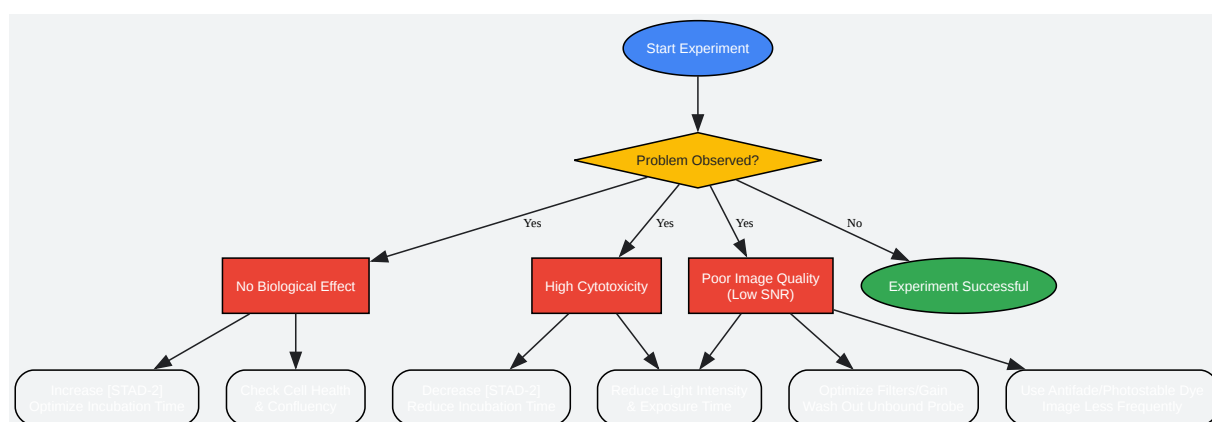 Start Experiment
Problem Observed?
Yes
Yes
Yes
No
No Biological Effect
High Cytotoxicity
Poor Image Quality
(Low SNR)
Experiment Successful
Increase [STAD-2]
Optimize Incubation Time
Check Cell Health
& Confluency
Decrease [STAD-2]
Reduce Incubation Time
Reduce Light Intensity
& Exposure Time
Optimize Filters/Gain
Wash Out Unbound Probe
Use Antifade/Photostable Dye
Image Less Frequently